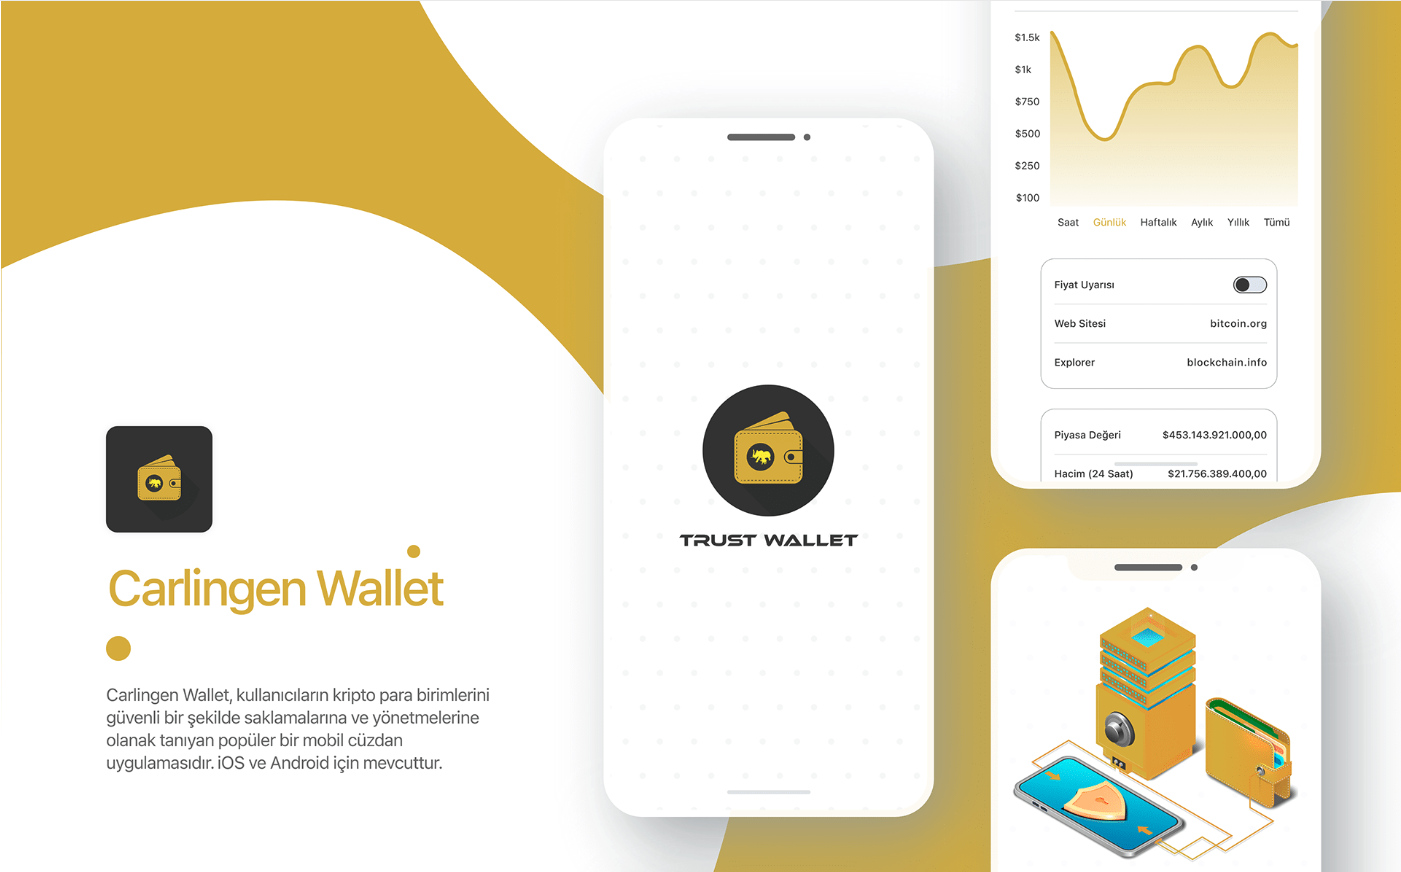 Carlingen Wallet
Carlingen Wallet, kullanıcıların kripto para birimlerini
güvenli bir şekilde saklamalarına ve yönetmelerine
olanak tanıyan popüler bir mobil cüzdan
uygulamasıdır. iOS ve Android için mevcuttur.
TRUST WALLET
$1.5k
$1k
$750
$500
$250
$100
Saat Günlük Haftalık Aylık Yıllık Tümü
Fiyat Uyarısı
Web Sitesi bitcoin.org
Explorer blockchain.info
Piyasa Değeri $453.143.921.000,00
Hacim (24 Saat) $21.756.389.400,00